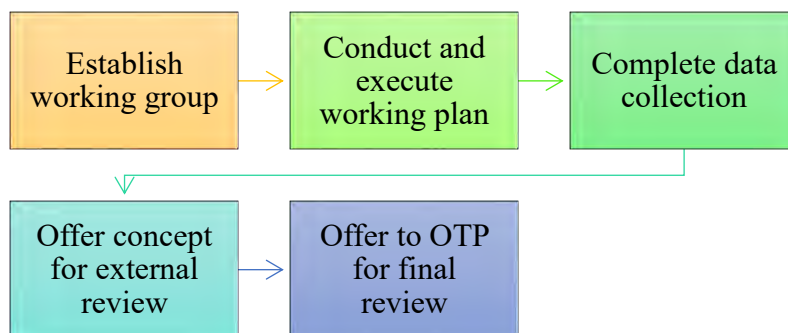 Establish
working group
Conduct and
execute
working plan
Complete data
collection
Offer concept
for external
review
Offer to OTP
for final
review